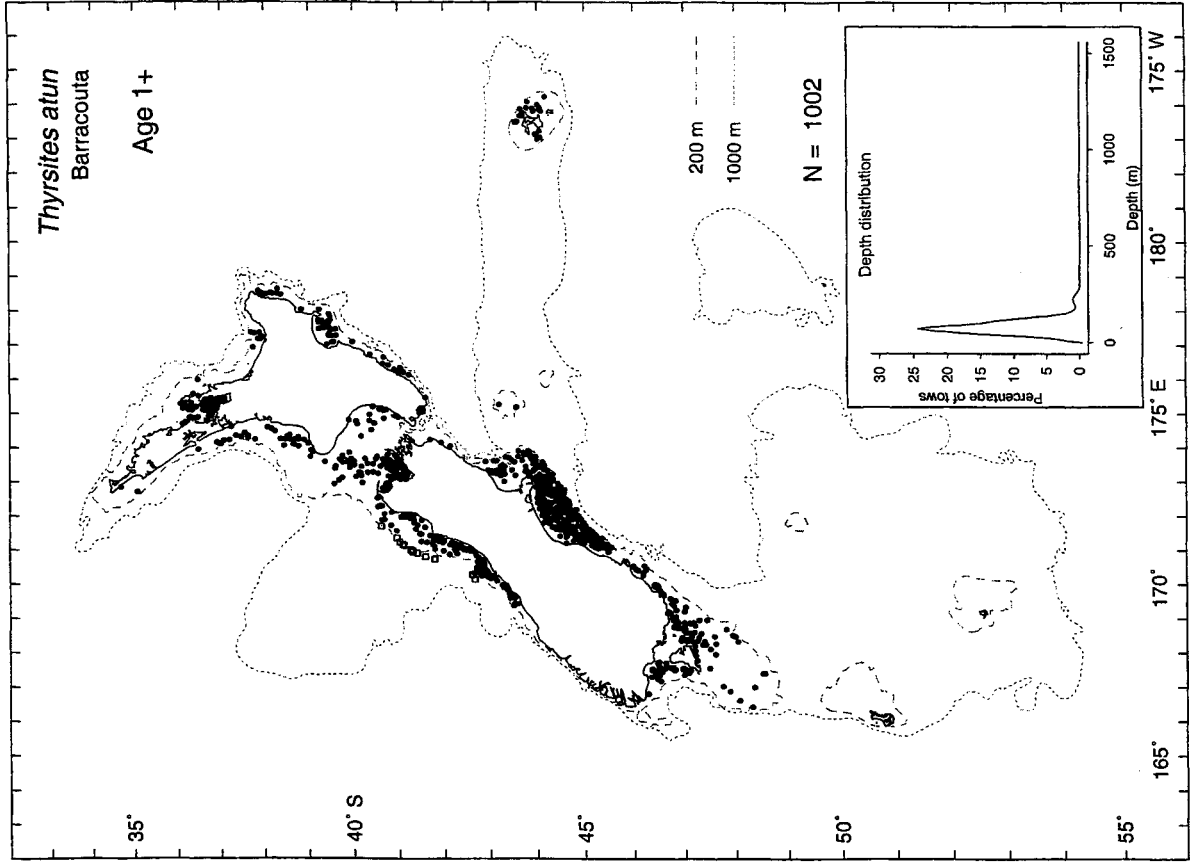 Thyrsites atun
Barracouta
Age 1+
200 m
1000 m
N = 1002
Depth distribution
Percentage of tows
30
25
20
15
10
5
0
0
500
1000
1500
Depth (m)
35˚
40˚ S
45˚
50˚
55˚
165˚
170˚
175˚ E
180˚
175˚ W